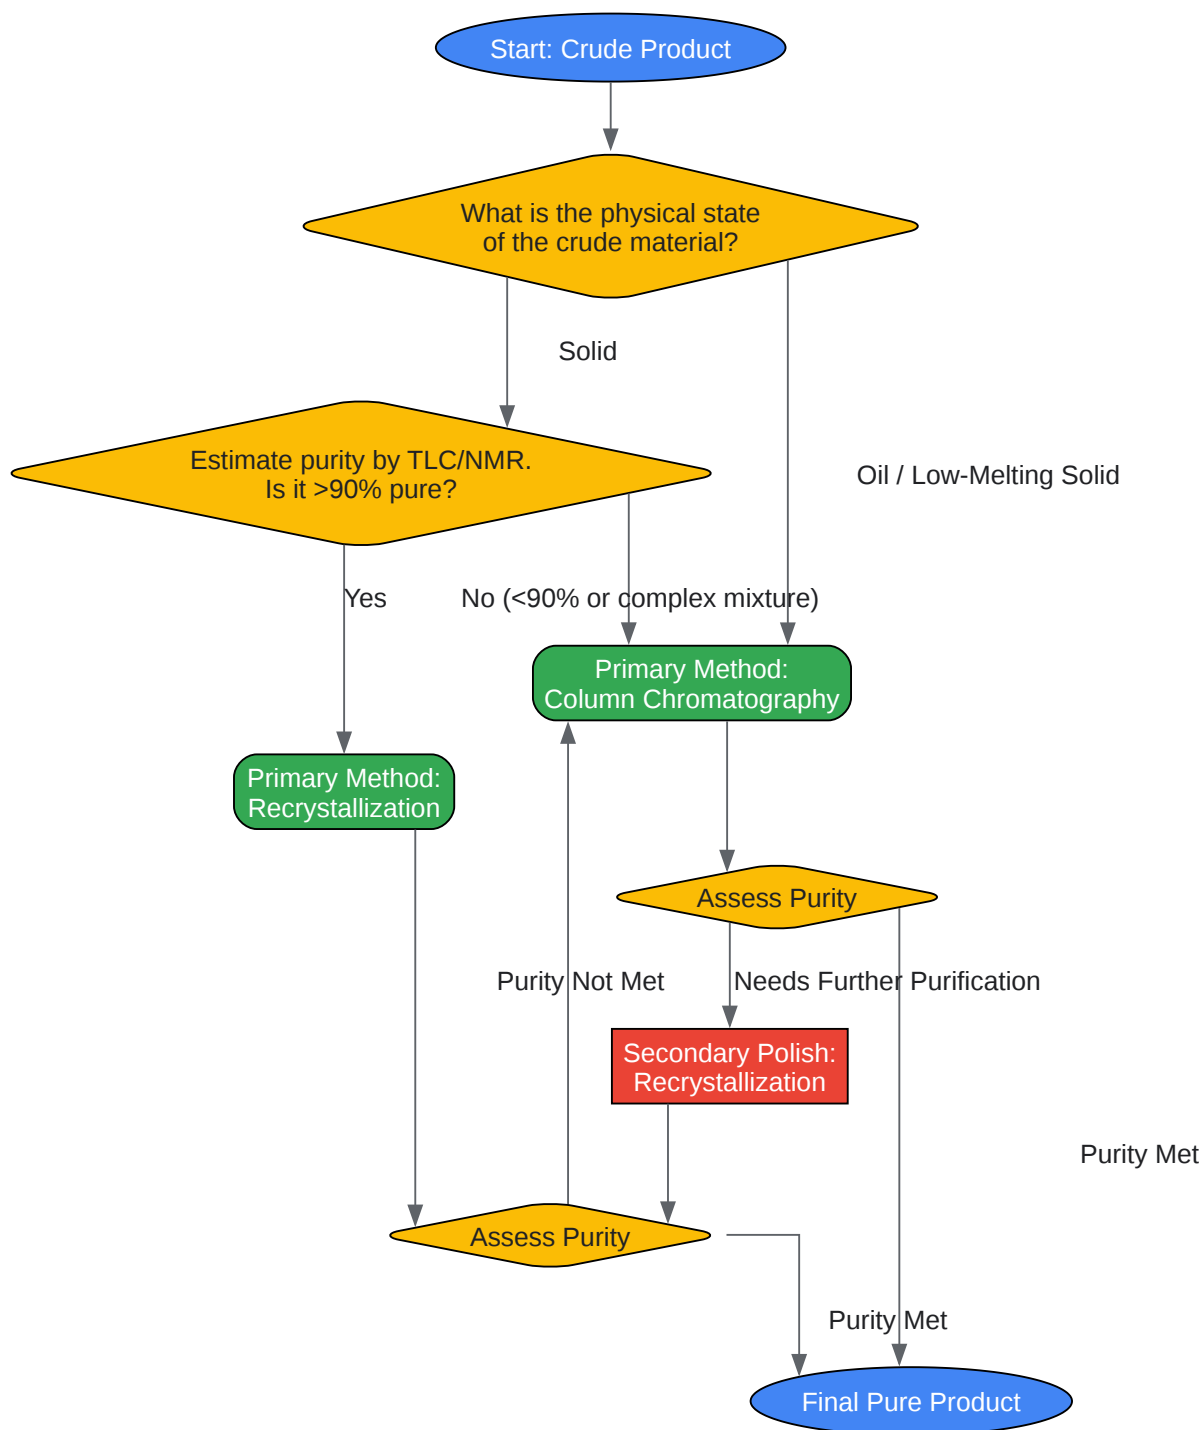 Start: Crude Product
What is the physical state
of the crude material?
Solid
Estimate purity by TLC/NMR.
Is it >90% pure?
Oil / Low-Melting Solid
Yes
No (<90% or complex mixture)
Primary Method:
Column Chromatography
Primary Method:
Recrystallization
Assess Purity
Purity Not Met
Needs Further Purification
Secondary Polish:
Recrystallization
Purity Met
Assess Purity
Purity Met
Final Pure Product